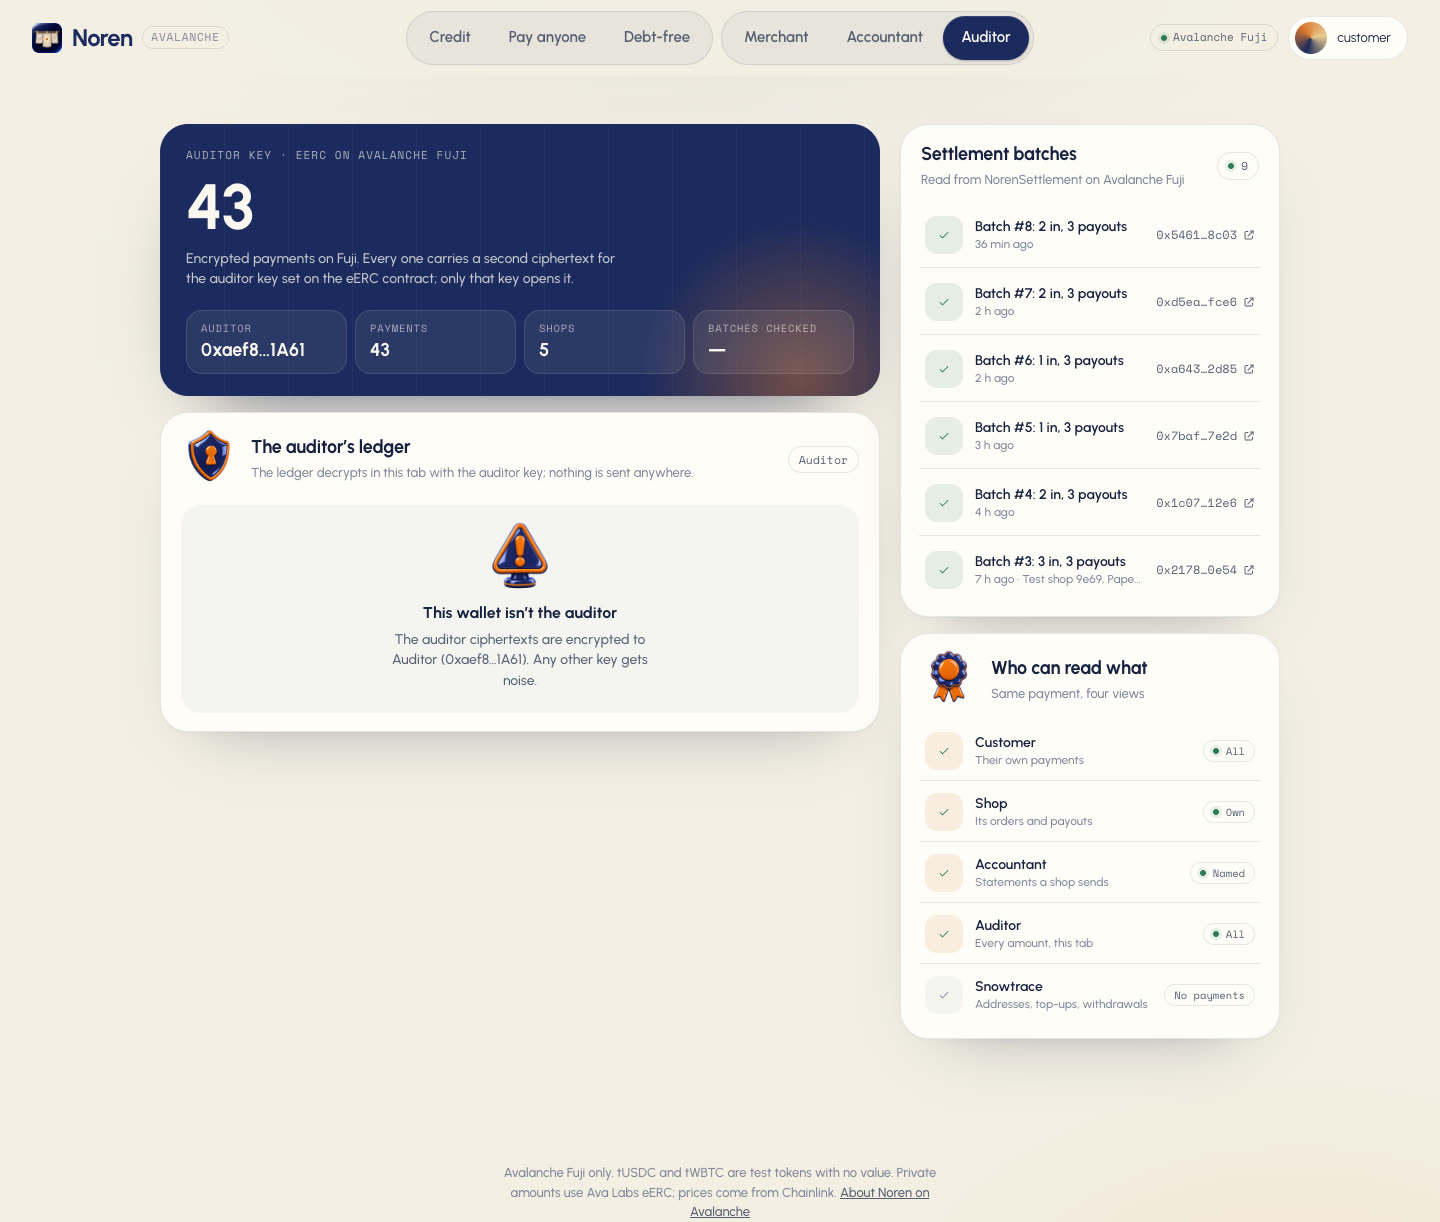 Noren
AVALANCHE
Credit
Pay anyone
Debt-free
Merchant
Accountant
Auditor
Avalanche Fuji
customer
AUDITOR KEY · EERC ON AVALANCHE FUJI
43
Encrypted payments on Fuji. Every one carries a second ciphertext for
the auditor key set on the eERC contract; only that key opens it.
AUDITOR
0xaef8…1A61
PAYMENTS
43
SHOPS
5
BATCHES CHECKED
—
The auditor’s ledger
The ledger decrypts in this tab with the auditor key; nothing is sent anywhere.
Auditor
This wallet isn’t the auditor
The auditor ciphertexts are encrypted to
Auditor (0xaef8…1A61). Any other key gets
noise.
Settlement batches
Read from NorenSettlement on Avalanche Fuji
9
Batch #8: 2 in, 3 payouts
36 min ago
0x5461…8c03
Batch #7: 2 in, 3 payouts
2 h ago
0xd5ea…fce6
Batch #6: 1 in, 3 payouts
2 h ago
0xa643…2d85
Batch #5: 1 in, 3 payouts
3 h ago
0x7baf…7e2d
Batch #4: 2 in, 3 payouts
4 h ago
0x1c07…12e6
Batch #3: 3 in, 3 payouts
7 h ago · Test shop 9e69, Pape…
0x2178…0e54
Who can read what
Same payment, four views
Customer
Their own payments
All
Shop
Its orders and payouts
Own
Accountant
Statements a shop sends
Named
Auditor
Every amount, this tab
All
Snowtrace
Addresses, top-ups, withdrawals
No payments
Avalanche Fuji only. tUSDC and tWBTC are test tokens with no value. Private
amounts use Ava Labs eERC; prices come from Chainlink. About Noren on
Avalanche